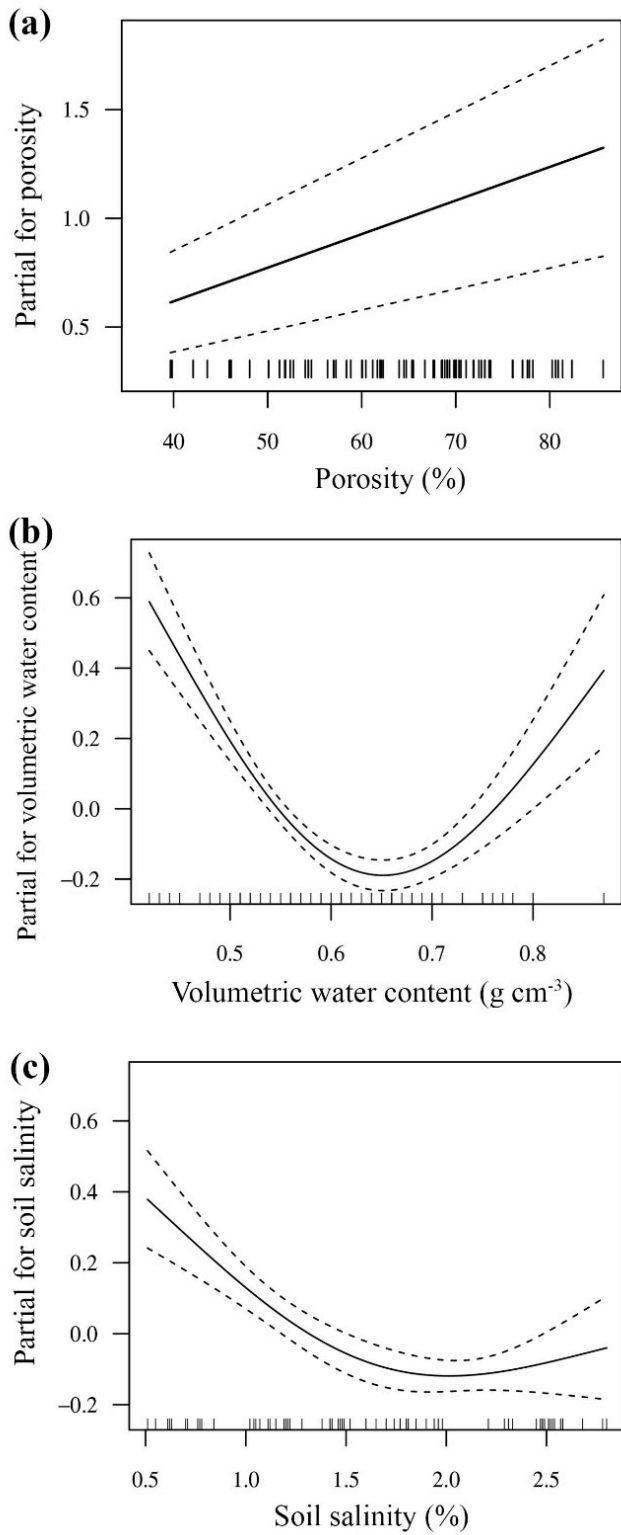 (a)
Partial for porosity
1.5
1.0
0.5
40 50 60 70 80
Porosity (%)
(b)
Partial for volumetric water content
0.6
0.4
0.2
0.0
−0.2
0.5 0.6 0.7 0.8
Volumetric water content (g cm⁻³)
(c)
Partial for soil salinity
0.6
0.4
0.2
0.0
−0.2
0.5 1.0 1.5 2.0 2.5
Soil salinity (%)